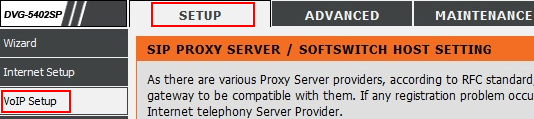 DVG-5402SP
SETUP
ADVANCED
MAINTENANCE
Wizard
Internet Setup
VoIP Setup
SIP PROXY SERVER / SOFTSWITCH HOST SETTING
As there are various Proxy Server providers, according to RFC standard,
gateway to be compatible with them. If any registration problem occu
Internet telephony Server Provider.